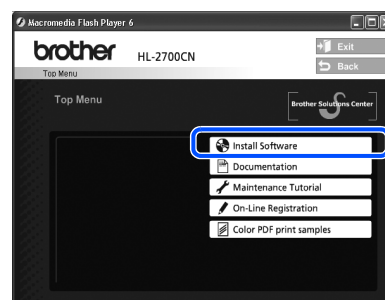 Macromedia Flash Player 6
brother
HL-2700CN
Exit
Back
Top Menu
Top Menu
Brother Solutions Center
Install Software
Documentation
Maintenance Tutorial
On-Line Registration
Color PDF print samples